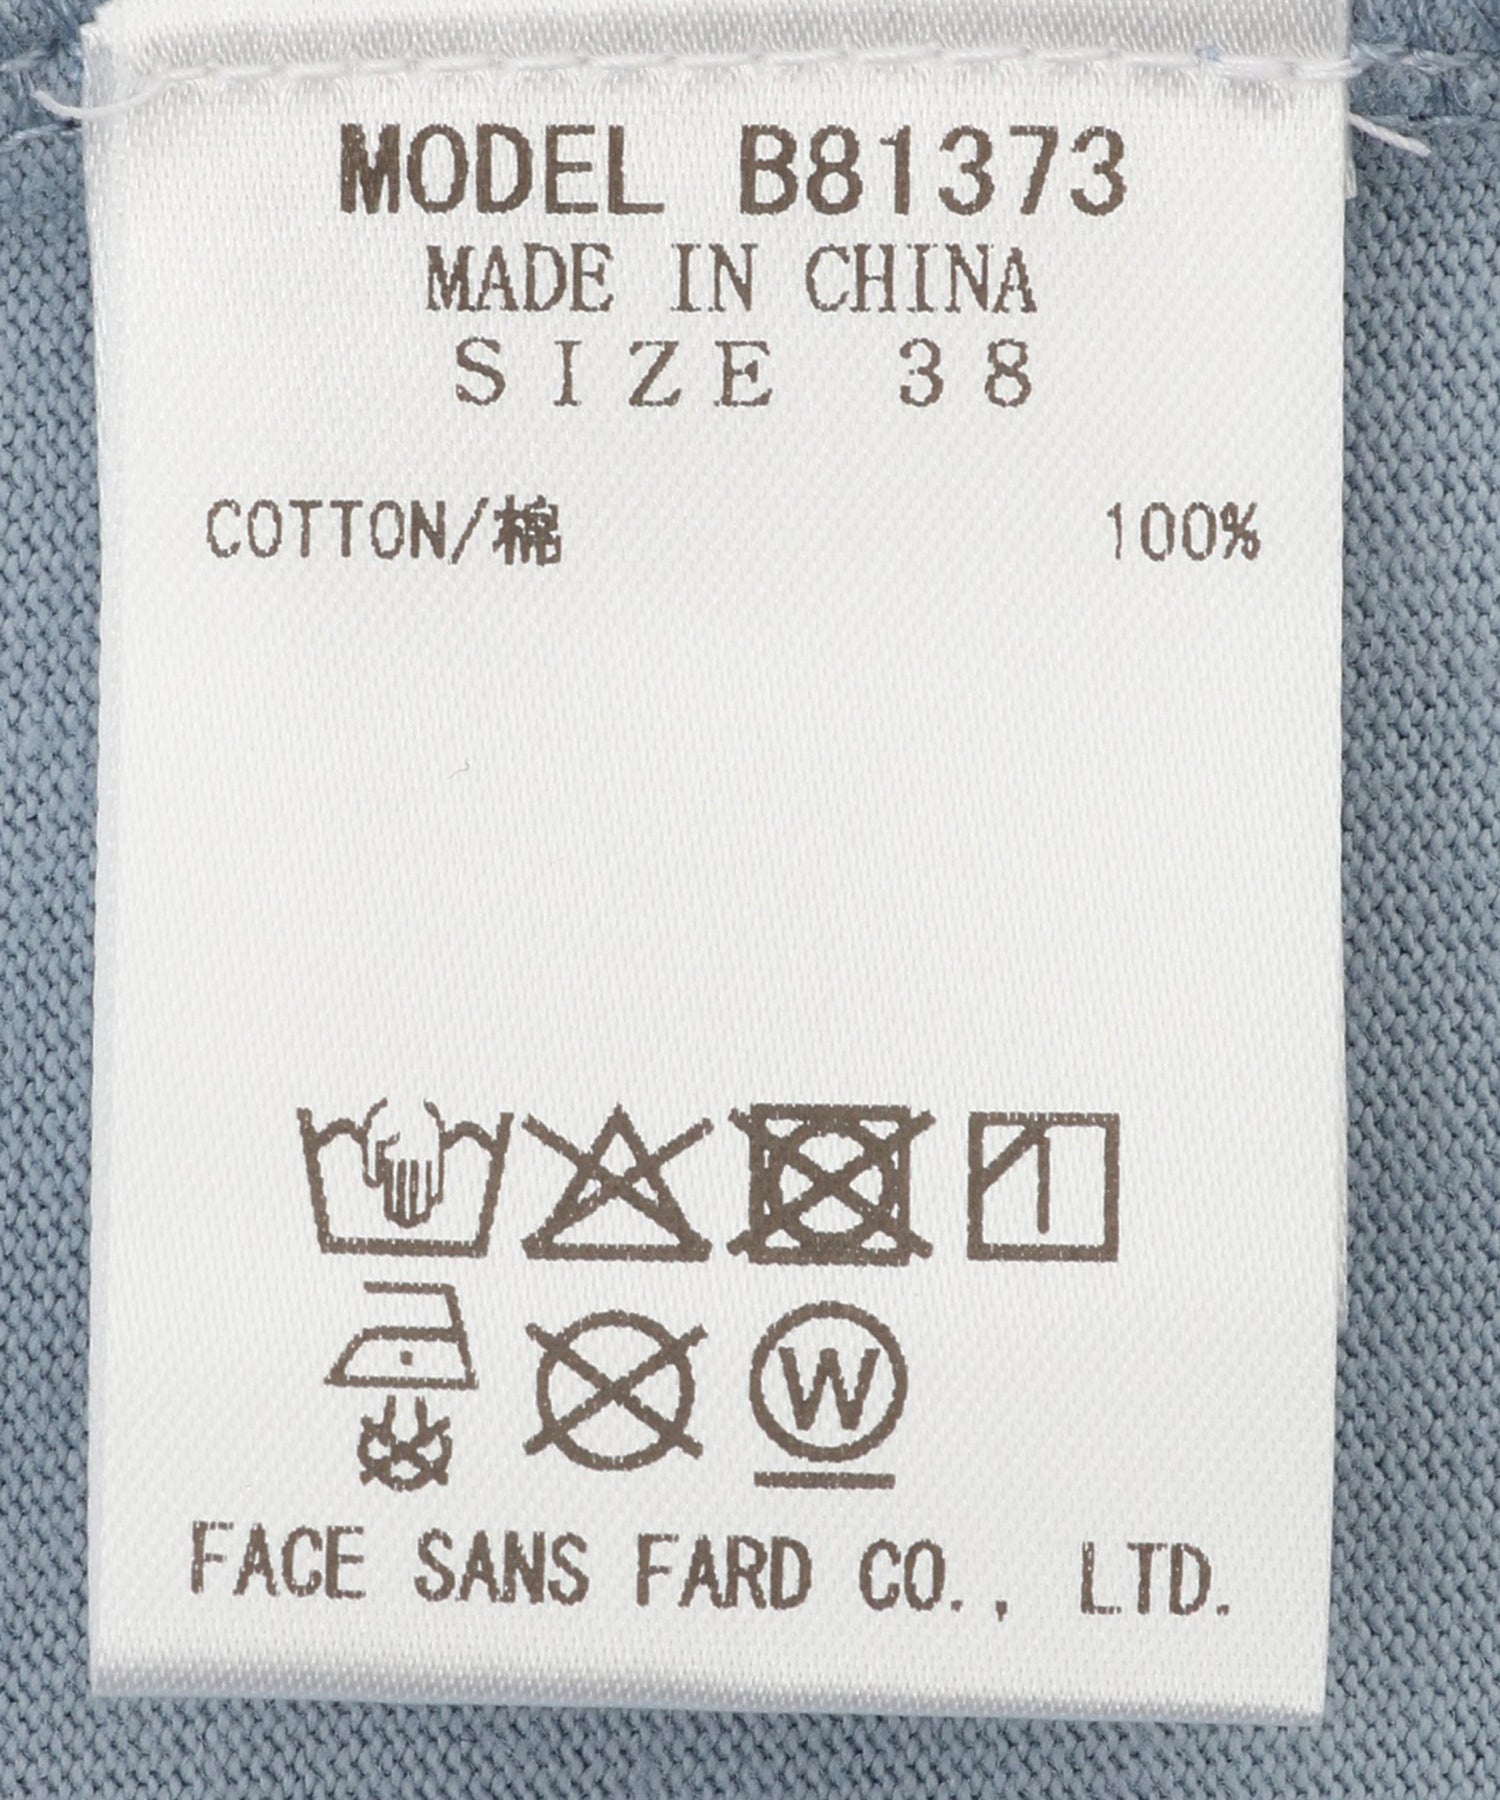 MODEL B81373
MADE IN CHINA
SIZE 38
COTTON/棉 100%
W
FACE SANS FARD CO., LTD.